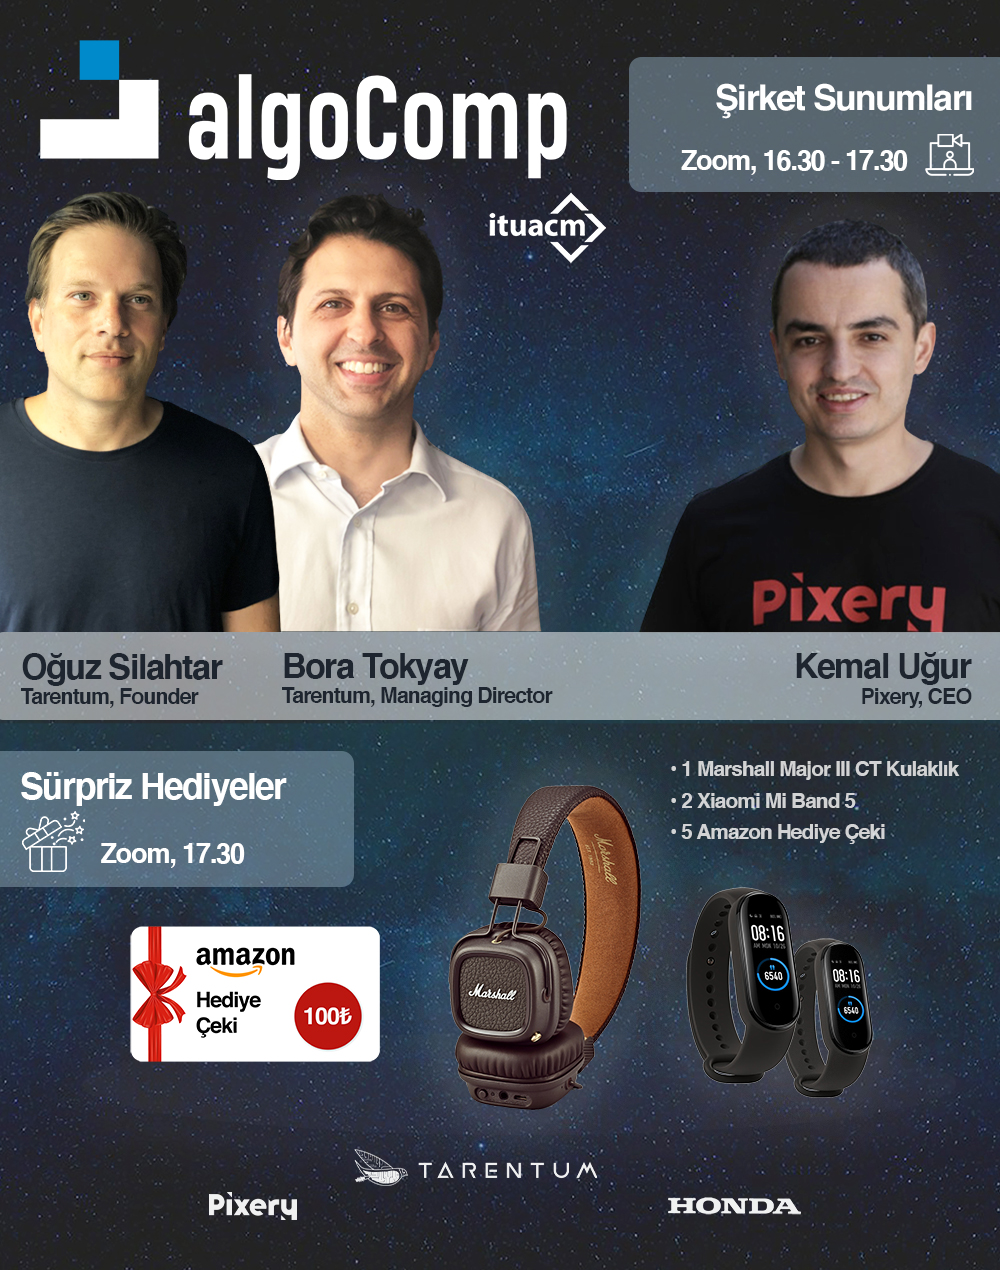 algoComp
Şirket Sunumları
Zoom, 16.30 - 17.30
ituacm
Pixery
Oğuz Silahtar
Tarentum, Founder
Bora Tokyay
Tarentum, Managing Director
Kemal Uğur
Pixery, CEO
Sürpriz Hediyeler
Zoom, 17.30
• 1 Marshall Major III CT Kulaklık
• 2 Xiaomi Mi Band 5
• 5 Amazon Hediye Çeki
amazon
Hediye
Çeki
100₺
Marshall
Marshall
08:16
6540
08:16
6540
TARENTUM
Pixery
HONDA